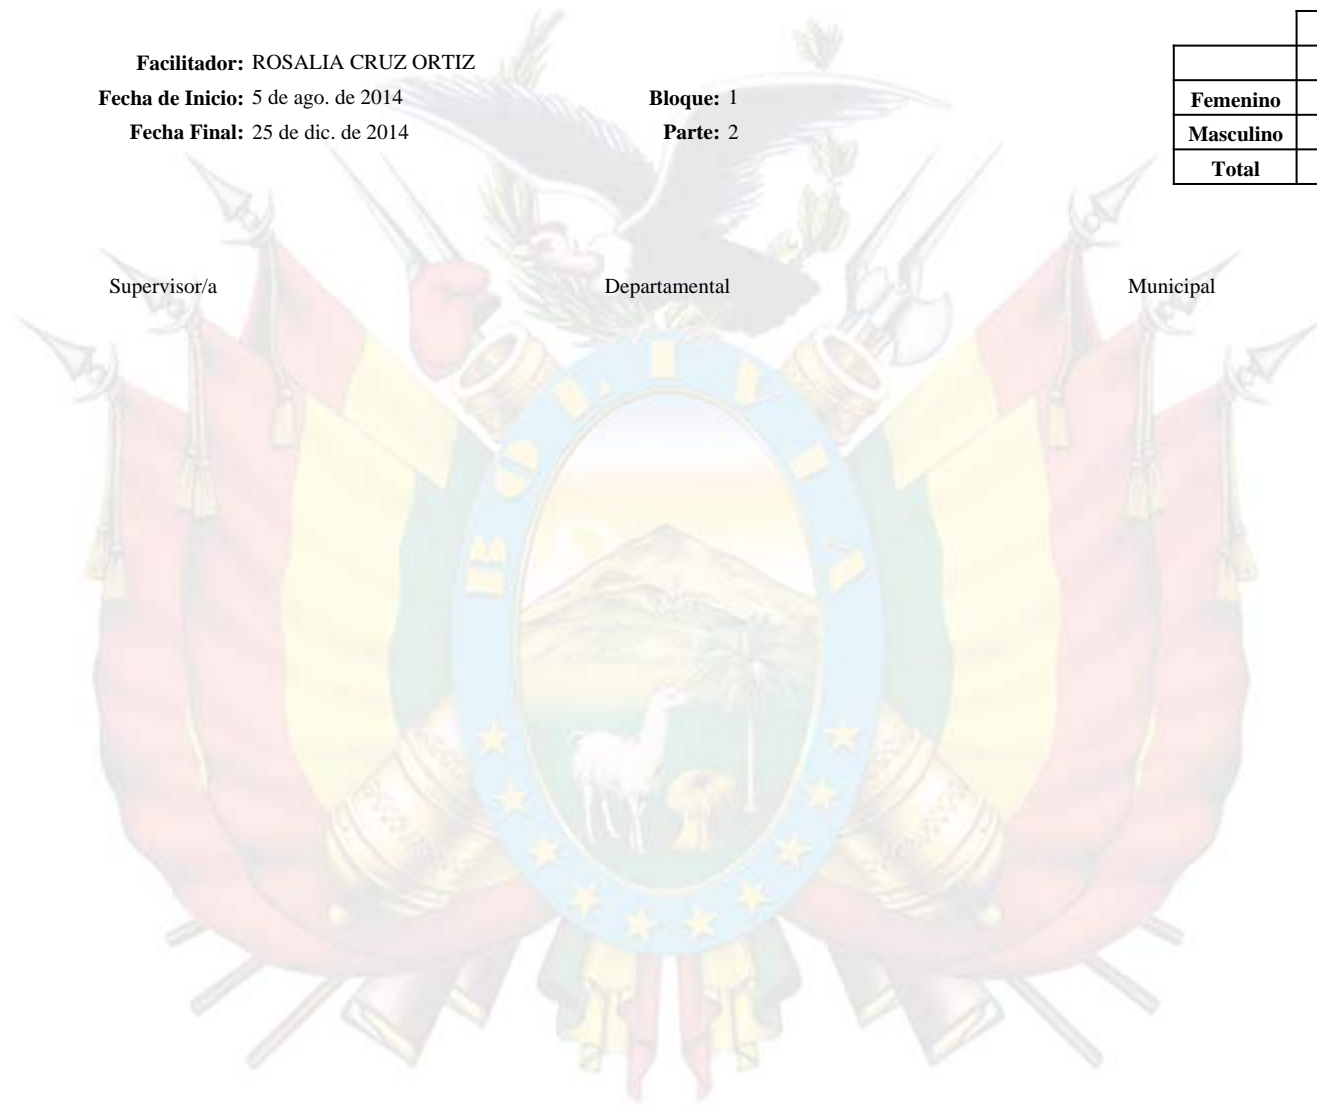 Facilitador: ROSALIA CRUZ ORTIZ
Fecha de Inicio: 5 de ago. de 2014 Bloque: 1
Femenino
Fecha Final: 25 de dic. de 2014 Parte: 2
Masculino
Total
Supervisor/a Departamental Municipal
BOLIVIA